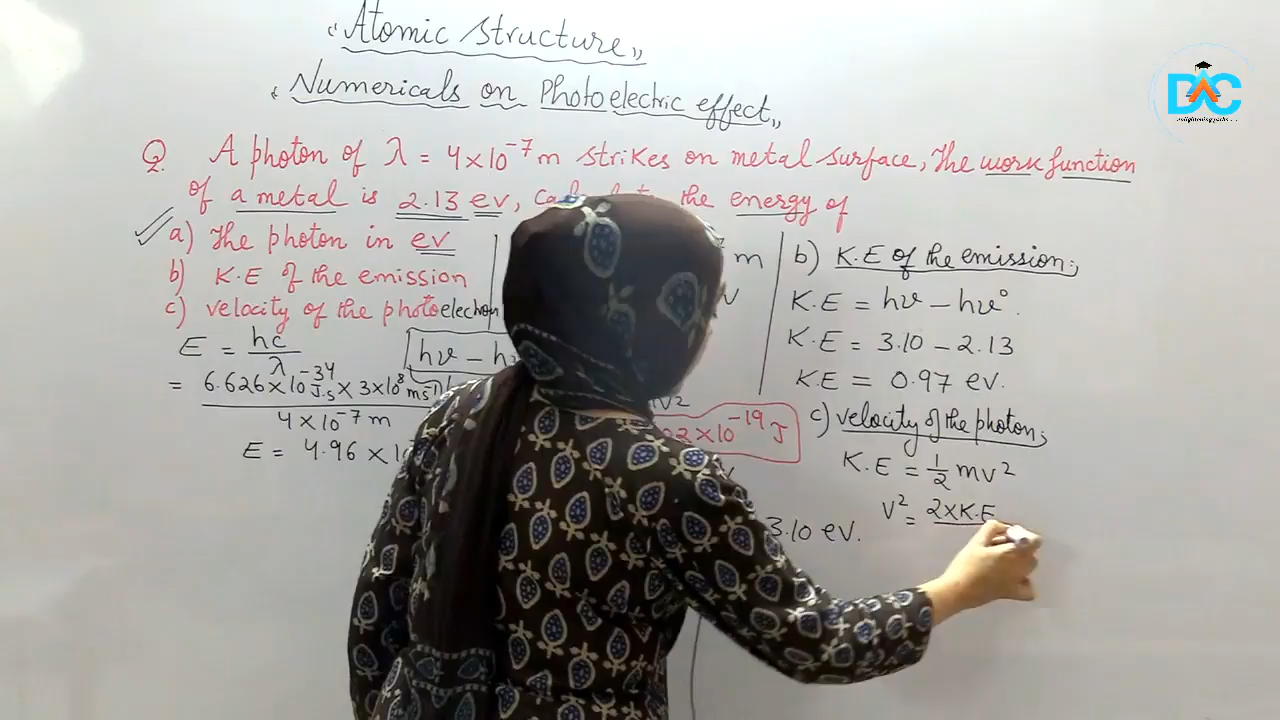 "Atomic Structure"
"Numericals on Photoelectric effect"
Q. A photon of λ = 4×10⁻⁷ m strikes on metal surface, The work function
of a metal is 2.13 ev, the energy of
a) The photon in ev
b) K.E of the emission
c) velocity of the photoelectron
E = hc/λ
= 6.626×10⁻³⁴ J.s × 3×10⁸ ms⁻¹ / 4×10⁻⁷ m
E = 4.96 ×
hν –
m
×10⁻¹⁹ J
3.10 ev.
b) K.E of the emission;
K.E = hν – hν°.
K.E = 3.10 – 2.13
K.E = 0.97 ev.
c) velocity of the photon;
K.E = 1/2 mv²
V² = 2×K.E
DAC